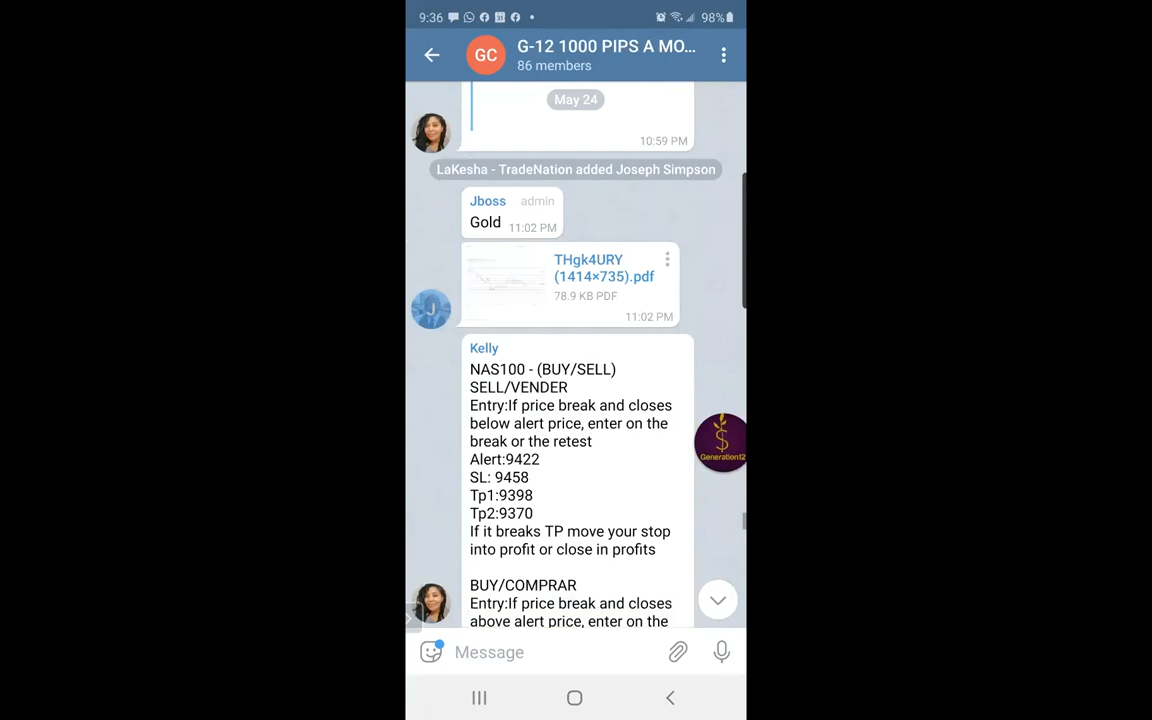 9:36
98%
GC
G-12 1000 PIPS A MO...
86 members
May 24
10:59 PM
LaKesha - TradeNation added Joseph Simpson
Jboss admin
Gold 11:02 PM
THgk4URY
(1414×735).pdf
78.9 KB PDF
11:02 PM
J
Kelly
NAS100 - (BUY/SELL)
SELL/VENDER
Entry:If price break and closes
below alert price, enter on the
break or the retest
Alert:9422
SL: 9458
Tp1:9398
Tp2:9370
If it breaks TP move your stop
into profit or close in profits
BUY/COMPRAR
Entry:If price break and closes
above alert price, enter on the
Generation12
Message